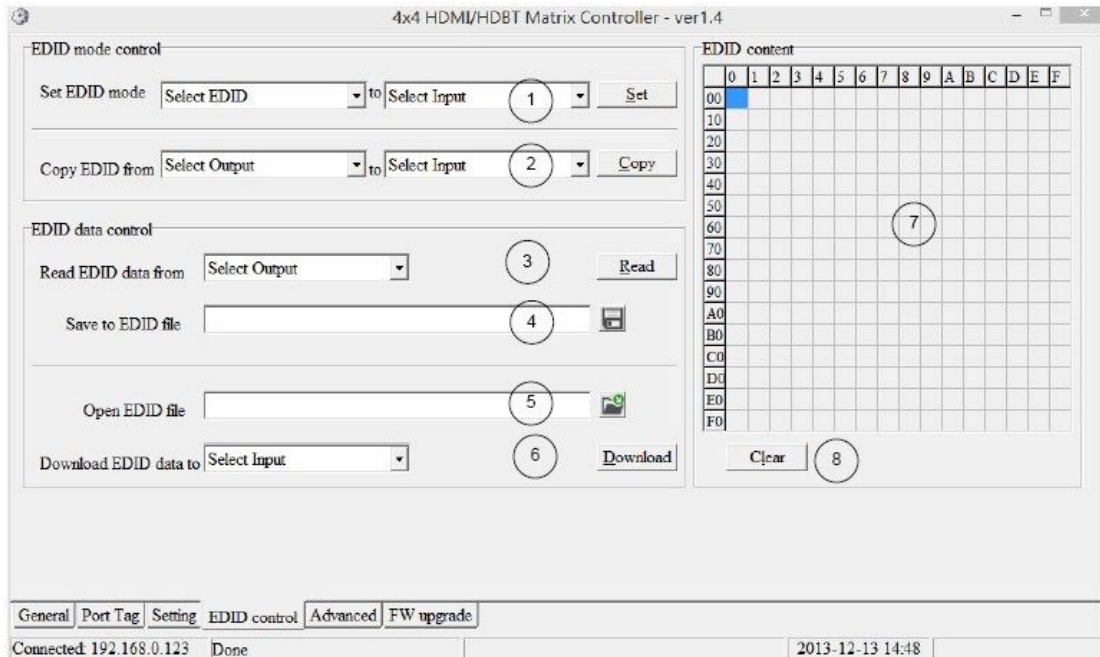 4x4 HDMI/HDBT Matrix Controller - ver1.4
EDID mode control
Set EDID mode Select EDID to Select Input 1 Set
Copy EDID from Select Output to Select Input 2 Copy
EDID data control
Read EDID data from Select Output 3 Read
Save to EDID file 4
Open EDID file 5
Download EDID data to Select Input 6 Download
EDID content
0 1 2 3 4 5 6 7 8 9 A B C D E F
00
10
20
30
40
50
60
70
80
90
A0
B0
C0
D0
E0
F0
7
Clear 8
General Port Tag Setting EDID control Advanced FW upgrade
Connected: 192.168.0.123 Done 2013-12-13 14:48